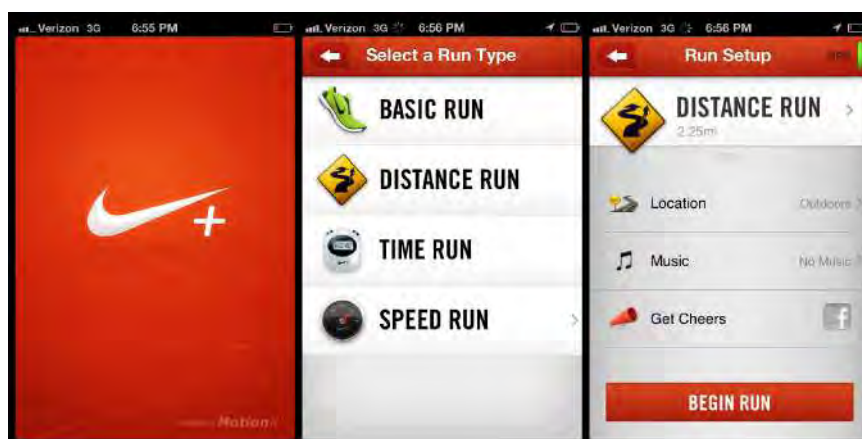 Verizon 3G 6:55 PM
+
Motion
Verizon 3G 6:56 PM
Select a Run Type
BASIC RUN
DISTANCE RUN
TIME RUN
SPEED RUN
Verizon 3G 6:56 PM
Run Setup
DISTANCE RUN
2.25mi
Location Outdoors
Music No Music
Get Cheers f
BEGIN RUN